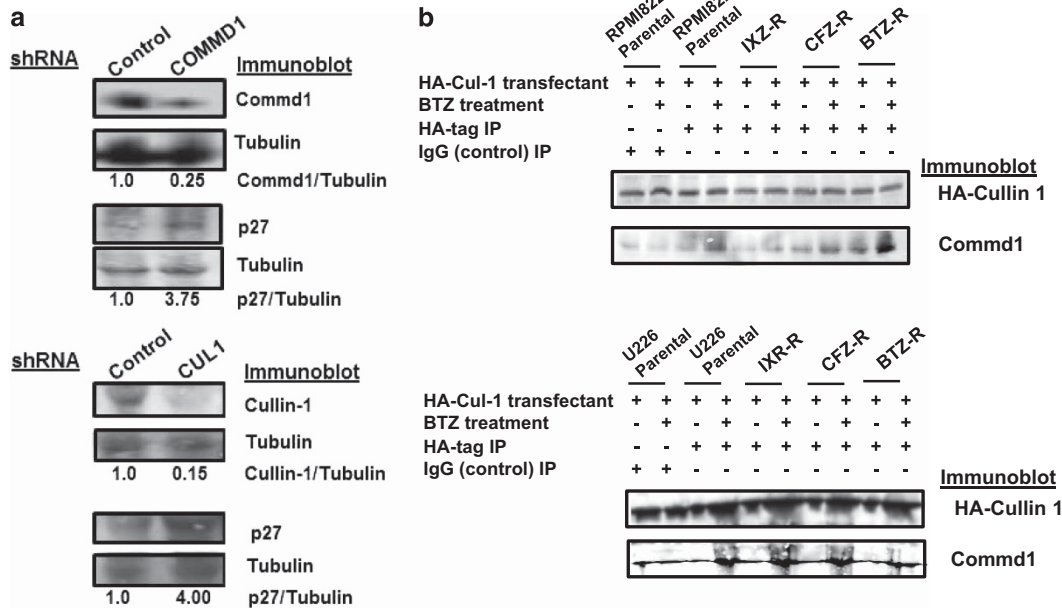 a
shRNA
Control
COMMD1
Immunoblot
Commd1
Tubulin
1.0 0.25 Commd1/Tubulin
p27
Tubulin
1.0 3.75 p27/Tubulin
shRNA
Control
CUL1
Immunoblot
Cullin-1
Tubulin
1.0 0.15 Cullin-1/Tubulin
p27
Tubulin
1.0 4.00 p27/Tubulin
b
Parental
Parental
IXZ-R
CFZ-R
BTZ-R
HA-Cul-1 transfectant + + + + + + + + + +
BTZ treatment - + - + - + - + - +
HA-tag IP - - + + + + + + + +
IgG (control) IP + + - - - - - - - -
Immunoblot
HA-Cullin 1
Commd1
U226
Parental
U226
Parental
IXR-R
CFZ-R
BTZ-R
HA-Cul-1 transfectant + + + + + + + + + +
BTZ treatment - + - + - + - + - +
HA-tag IP - - + + + + + + + +
IgG (control) IP + + - - - - - - - -
Immunoblot
HA-Cullin 1
Commd1